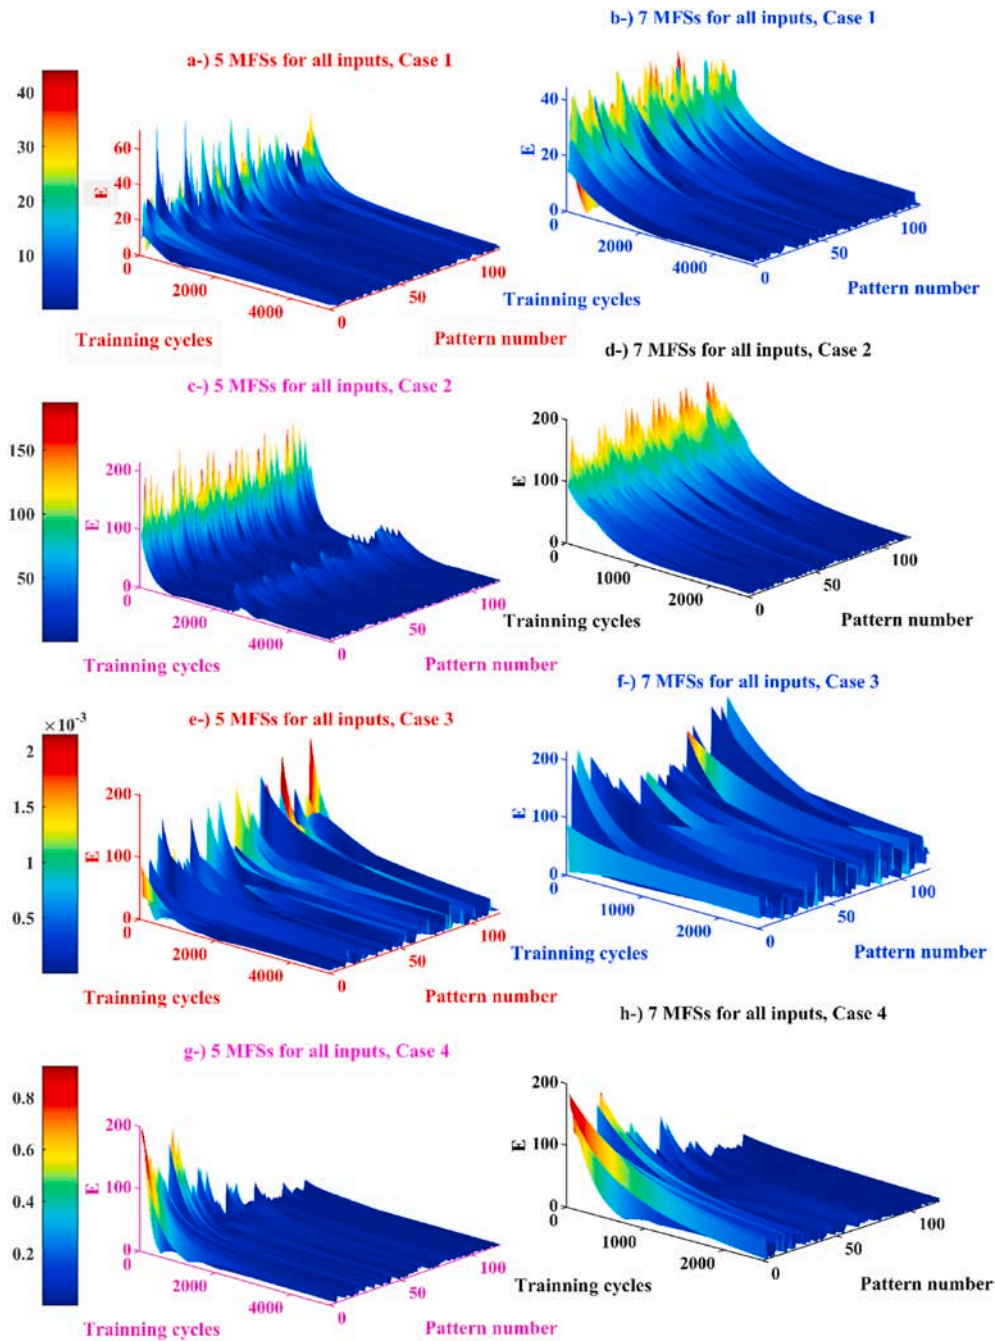 b-) 7 MFSs for all inputs, Case 1
a-) 5 MFSs for all inputs, Case 1
40
30
20
10
60
40
20
0
E
0
2000
4000
0
50
100
Trainning cycles
Pattern number
40
20
0
E
0
2000
4000
0
50
100
Trainning cycles
Pattern number
d-) 7 MFSs for all inputs, Case 2
c-) 5 MFSs for all inputs, Case 2
150
100
50
200
100
0
E
0
2000
4000
0
50
100
Trainning cycles
Pattern number
200
100
0
E
0
1000
2000
0
50
100
Trainning cycles
Pattern number
f-) 7 MFSs for all inputs, Case 3
e-) 5 MFSs for all inputs, Case 3
×10⁻³
2
1.5
1
0.5
200
100
0
E
0
2000
4000
0
50
100
Trainning cycles
Pattern number
200
100
0
E
0
1000
2000
0
50
100
Trainning cycles
Pattern number
h-) 7 MFSs for all inputs, Case 4
g-) 5 MFSs for all inputs, Case 4
0.8
0.6
0.4
0.2
200
100
0
E
0
2000
4000
0
50
100
Trainning cycles
Pattern number
200
100
0
E
0
1000
2000
0
50
100
Trainning cycles
Pattern number